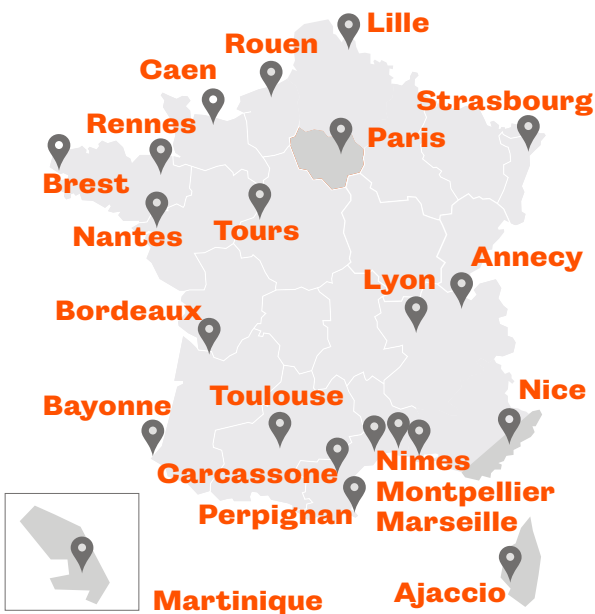 Lille
Rouen
Caen
Strasbourg
Rennes
Paris
Brest
Nantes
Tours
Annecy
Lyon
Bordeaux
Nice
Toulouse
Bayonne
Nimes
Carcassone
Montpellier
Perpignan
Marseille
Ajaccio
Martinique